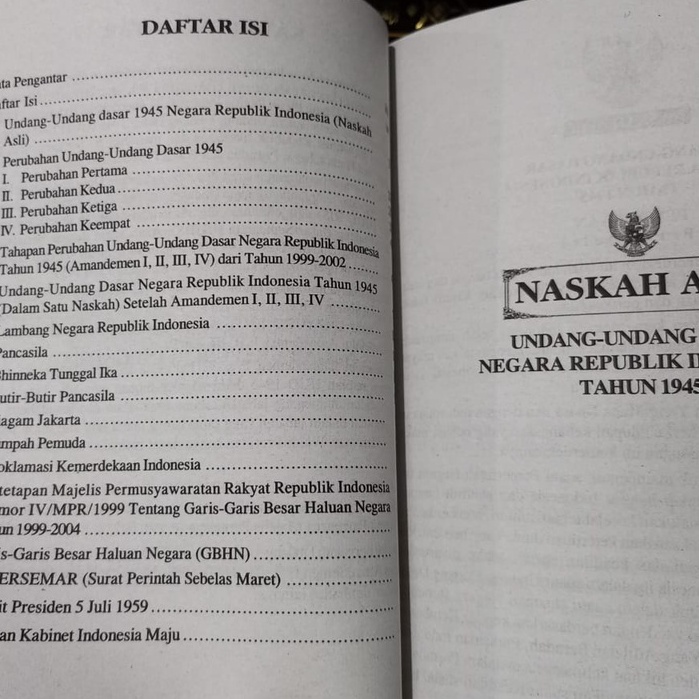 DAFTAR ISI
ta Pengantar ................
ftar Isi ................
Undang-Undang dasar 1945 Negara Republik Indonesia (Naskah
Asli) ................
Perubahan Undang-Undang Dasar 1945
I. Perubahan Pertama ................
II. Perubahan Kedua ................
III. Perubahan Ketiga ................
IV. Perubahan Keempat ................
Tahapan Perubahan Undang-Undang Dasar Negara Republik Indonesia
Tahun 1945 (Amandemen I, II, III, IV) dari Tahun 1999-2002 ........
Undang-Undang Dasar Negara Republik Indonesia Tahun 1945
(Dalam Satu Naskah) Setelah Amandemen I, II, III, IV ............
Lambang Negara Republik Indonesia ................
Pancasila ................
Bhinneka Tunggal Ika ................
utir-Butir Pancasila ................
iagam Jakarta ................
mpah Pemuda ................
oklamasi Kemerdekaan Indonesia ................
tetapan Majelis Permusyawaratan Rakyat Republik Indonesia
mor IV/MPR/1999 Tentang Garis-Garis Besar Haluan Negara
un 1999-2004 ................
is-Garis Besar Haluan Negara (GBHN) ................
ERSEMAR (Surat Perintah Sebelas Maret) ................
it Presiden 5 Juli 1959 ................
an Kabinet Indonesia Maju ................
NASKAH A
UNDANG-UNDANG
NEGARA REPUBLIK I
TAHUN 1945